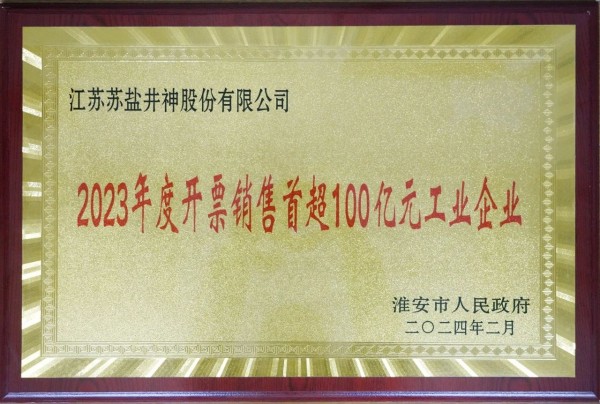 江苏苏盐井神股份有限公司
2023年度开票销售首超100亿元工业企业
淮安市人民政府
二〇二四年二月